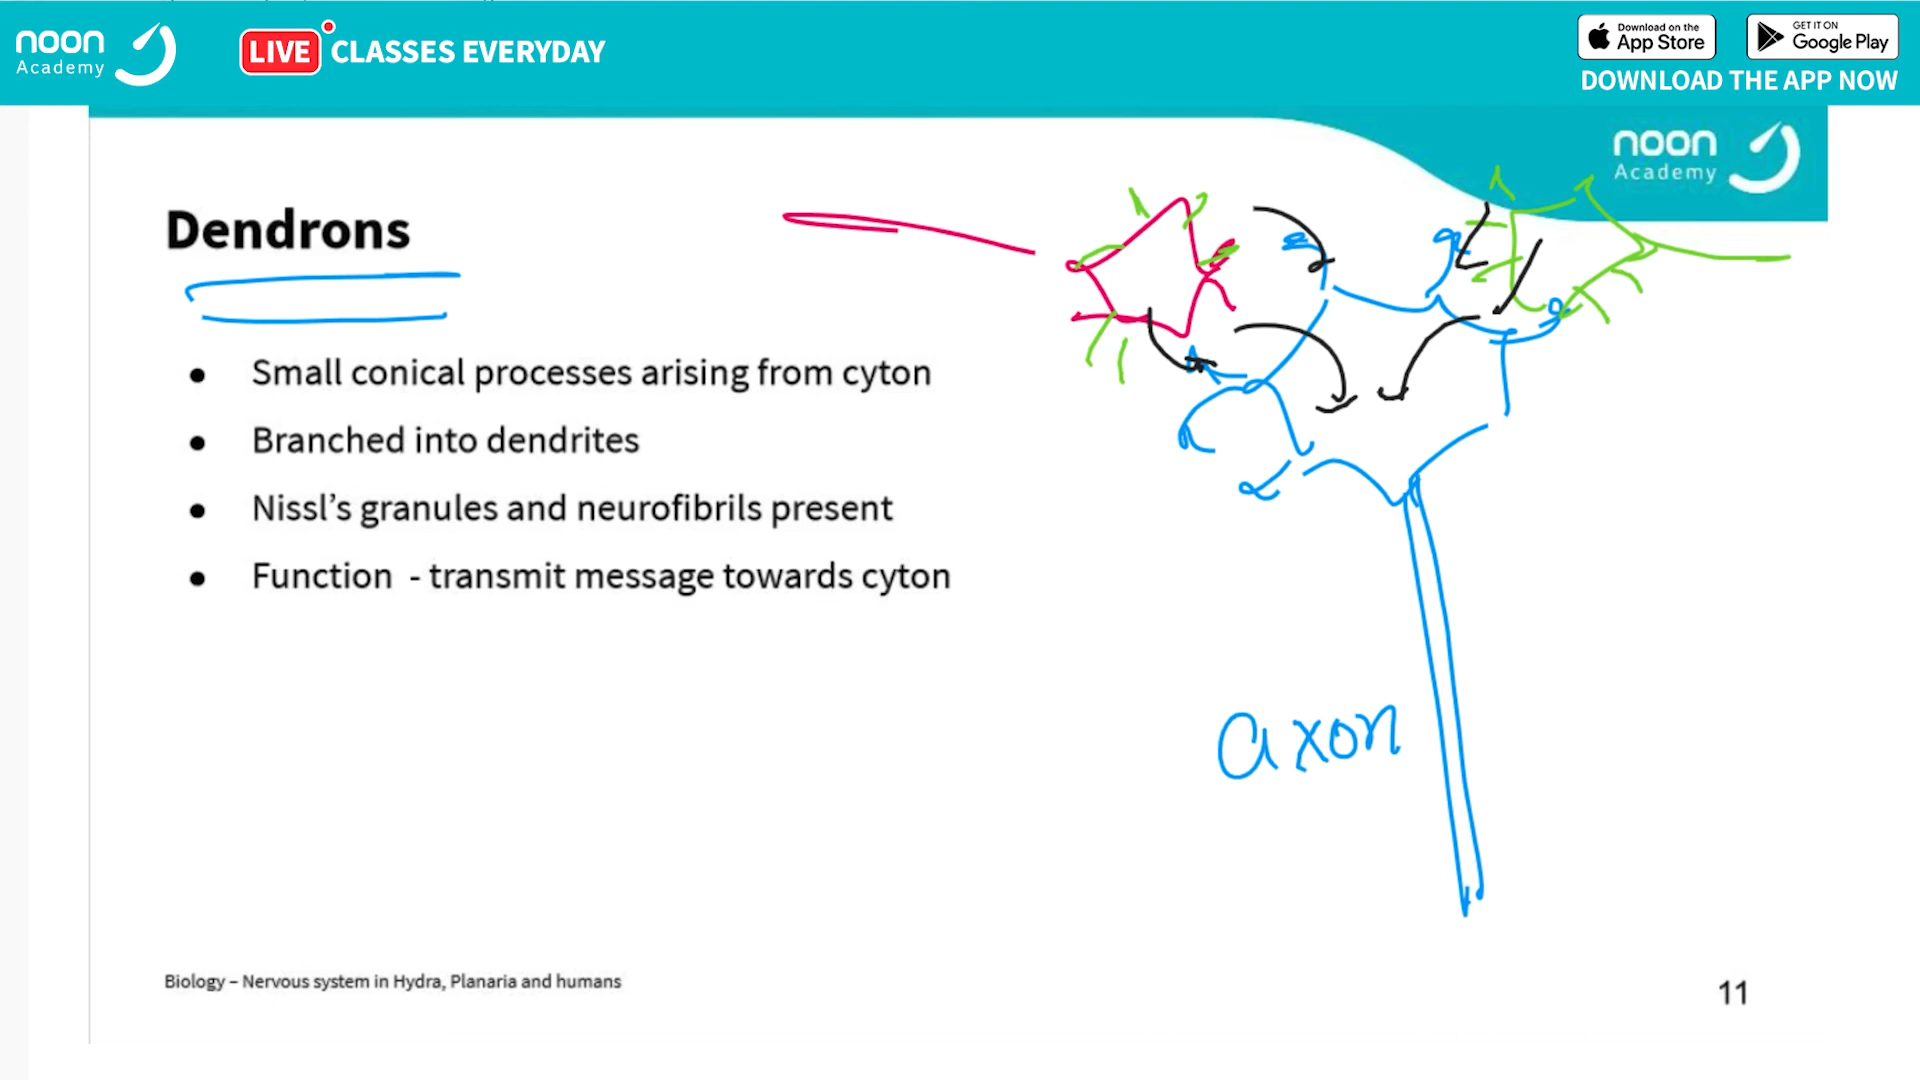 noon
Academy
LIVE CLASSES EVERYDAY
Download on the
App Store
GET IT ON
Google Play
DOWNLOAD THE APP NOW
noon
Academy
Dendrons
● Small conical processes arising from cyton
● Branched into dendrites
● Nissl’s granules and neurofibrils present
● Function - transmit message towards cyton
axon
Biology – Nervous system in Hydra, Planaria and humans
11